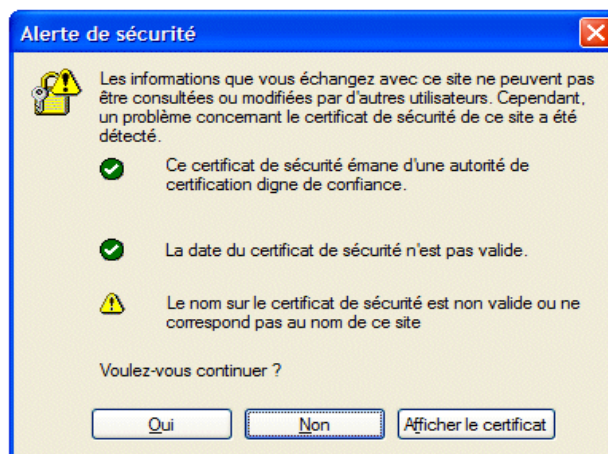 Alerte de sécurité
Les informations que vous échangez avec ce site ne peuvent pas
être consultées ou modifiées par d'autres utilisateurs. Cependant,
un problème concernant le certificat de sécurité de ce site a été
détecté.
Ce certificat de sécurité émane d'une autorité de
certification digne de confiance.
La date du certificat de sécurité n'est pas valide.
Le nom sur le certificat de sécurité est non valide ou ne
correspond pas au nom de ce site
Voulez-vous continuer ?
Oui
Non
Afficher le certificat